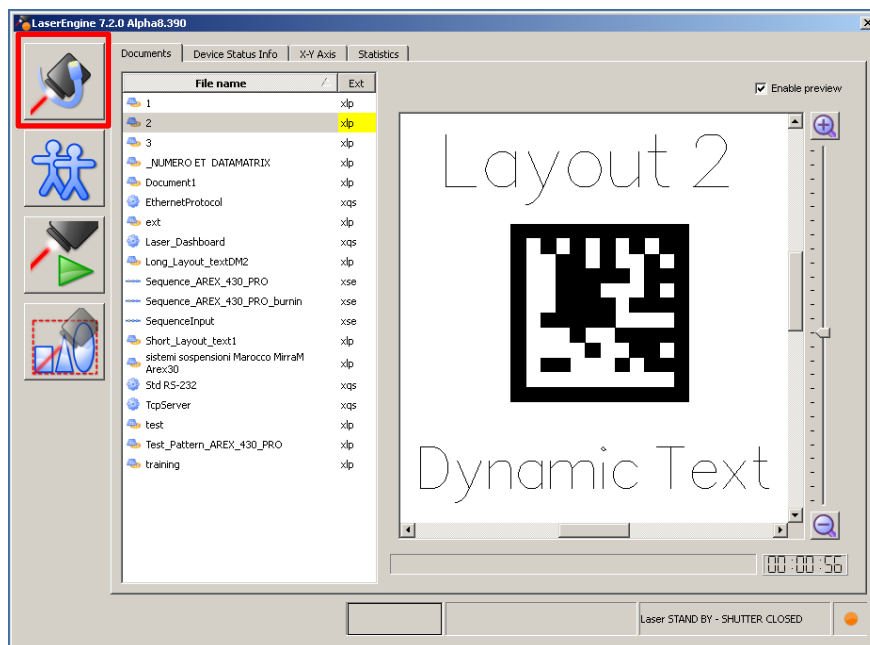 LaserEngine 7.2.0 Alpha8.390
Documents Device Status Info X-Y Axis Statistics
File name Ext
Enable preview
1 xlp
2 xlp
3 xlp
_NUMERO ET DATAMATRIX xlp
Document1 xlp
EthernetProtocol xqs
ext xlp
Laser_Dashboard xqs
Long_Layout_textDM2 xlp
Sequence_AREX_430_PRO xse
Sequence_AREX_430_PRO_burnin xse
SequenceInput xse
Short_Layout_text1 xlp
sistemi sospensioni Marocco MirraM
Arex30 xlp
Std RS-232 xqs
TcpServer xqs
test xlp
Test_Pattern_AREX_430_PRO xlp
training xlp
Layout 2
Dynamic Text
00:00:56
Laser STAND BY - SHUTTER CLOSED